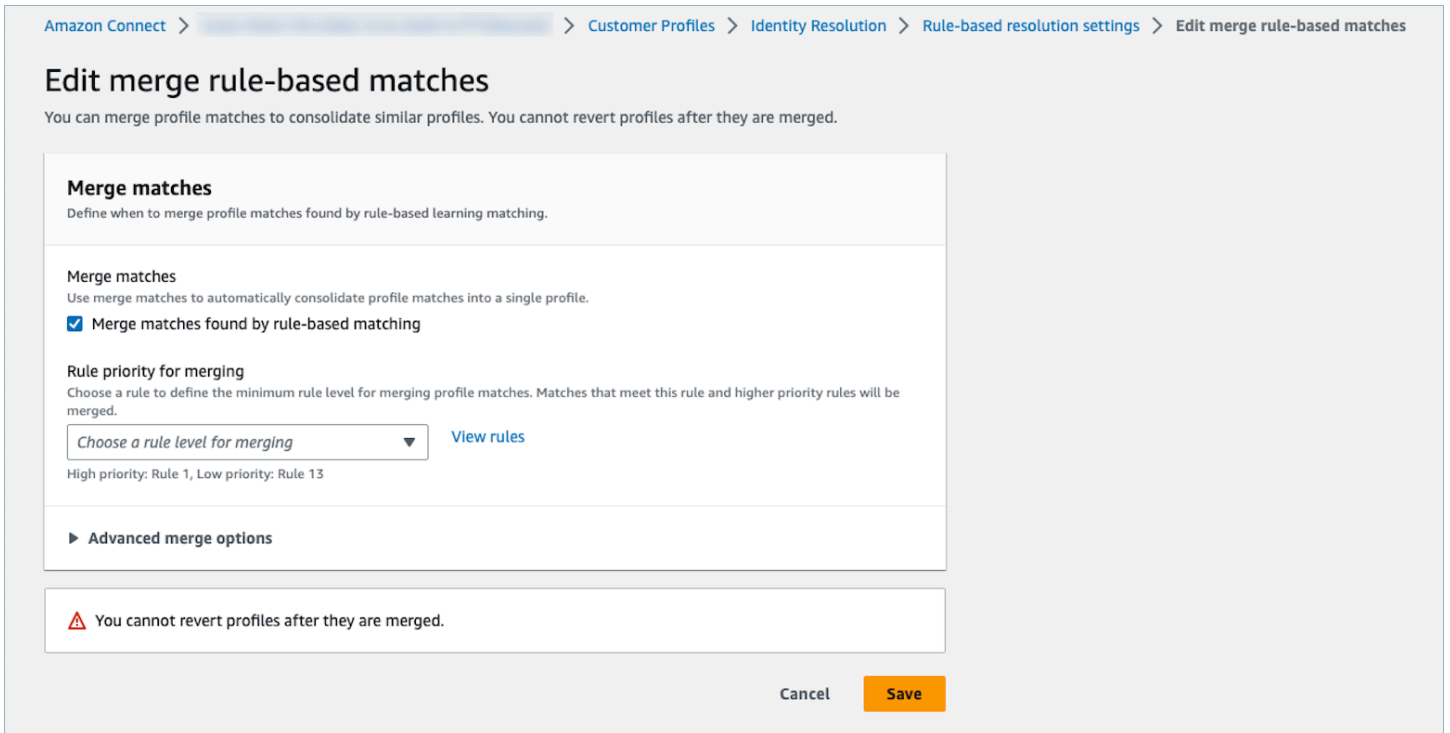 Amazon Connect > > Customer Profiles > Identity Resolution > Rule-based resolution settings > Edit merge rule-based matches
Edit merge rule-based matches
You can merge profile matches to consolidate similar profiles. You cannot revert profiles after they are merged.
Merge matches
Define when to merge profile matches found by rule-based learning matching.
Merge matches
Use merge matches to automatically consolidate profile matches into a single profile.
Merge matches found by rule-based matching
Rule priority for merging
Choose a rule to define the minimum rule level for merging profile matches. Matches that meet this rule and higher priority rules will be
merged.
Choose a rule level for merging View rules
High priority: Rule 1, Low priority: Rule 13
Advanced merge options
You cannot revert profiles after they are merged.
Cancel Save